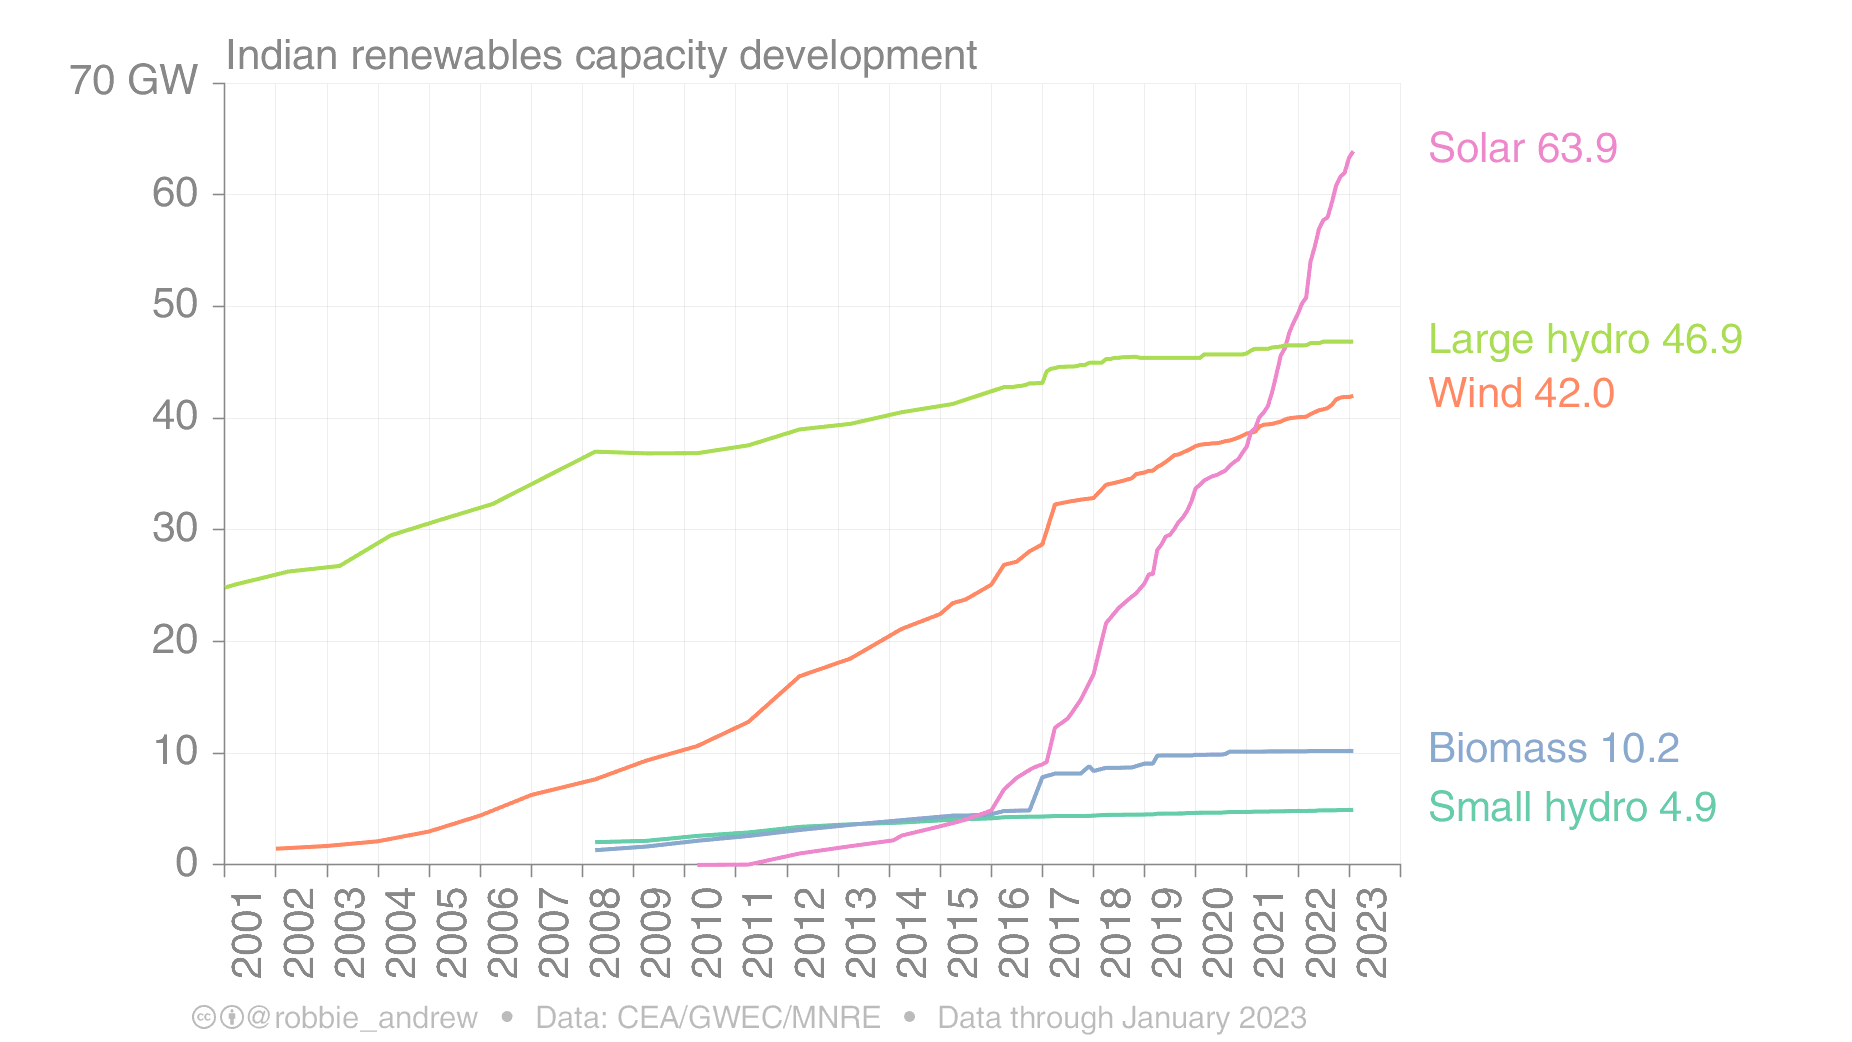 Indian renewables capacity development
70 GW
60
50
40
30
20
10
0
Solar 63.9
Large hydro 46.9
Wind 42.0
Biomass 10.2
Small hydro 4.9
2001 2002 2003 2004 2005 2006 2007 2008 2009 2010 2011 2012 2013 2014 2015 2016 2017 2018 2019 2020 2021 2022 2023
cc @robbie_andrew • Data: CEA/GWEC/MNRE • Data through January 2023